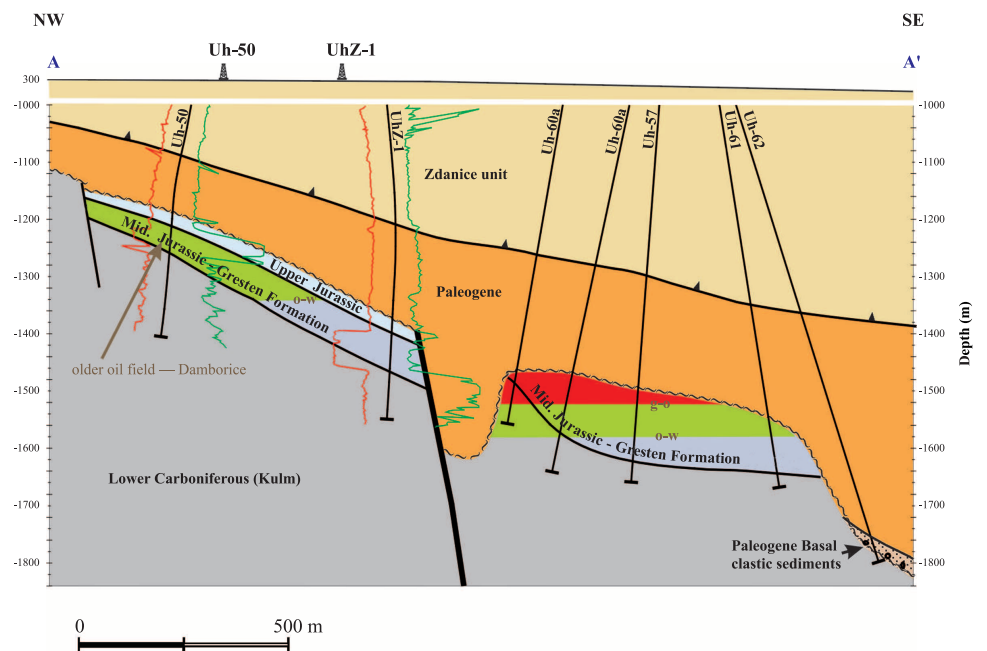 NW
SE
A
Uh-50
UhZ-1
A'
300
-1000
-1100
-1200
-1300
-1400
-1500
-1600
-1700
-1800
-1000
-1100
-1200
-1300
-1400
-1500
-1600
-1700
-1800
Depth (m)
Uh-50
UhZ-1
Uh-60a
Uh-60a
Uh-57
Uh-61
Uh-62
Zdanice unit
Paleogene
Upper Jurassic
Mid. Jurassic - Gresten Formation
o-w
older oil field — Damborice
g-o
o-w
Mid. Jurassic - Gresten Formation
Lower Carboniferous (Kulm)
Paleogene Basal
clastic sediments
0
500 m